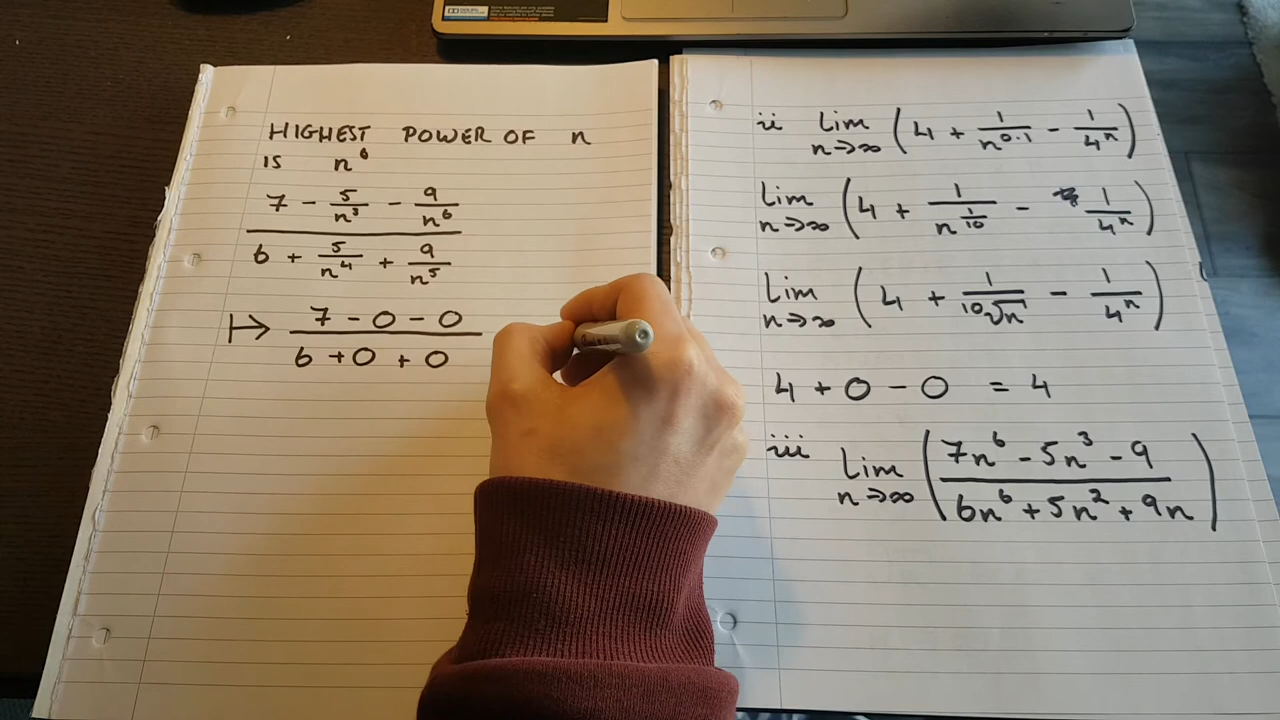 HIGHEST POWER OF n
is n⁶
7 - 5/n³ - 9/n⁶
6 + 5/n⁴ + 9/n⁵
↦ 7 - 0 - 0
6 + 0 + 0
ii Lim n→∞ (4 + 1/n^0.1 - 1/4ⁿ)
Lim n→∞ (4 + 1/n^(1/10) - 1/4ⁿ)
Lim n→∞ (4 + 1/¹⁰√n - 1/4ⁿ)
4 + 0 - 0 = 4
iii Lim n→∞ (7n⁶ - 5n³ - 9 / 6n⁶ + 5n² + 9n)